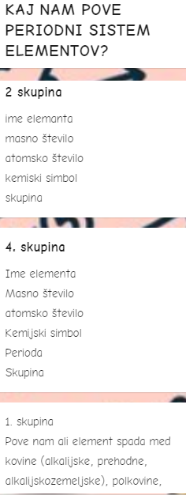 KAJ NAM POVE
PERIODNI SISTEM
ELEMENTOV?
2 skupina
ime elemanta
masno število
atomsko število
kemiski simbol
skupina
4. skupina
Ime elementa
Masno število
atomsko število
Kemijski simbol
Perioda
Skupina
1. skupina
Pove nam ali element spada med
kovine (alkalijske, prehodne,
alkalijskozemeljske), polkovine,